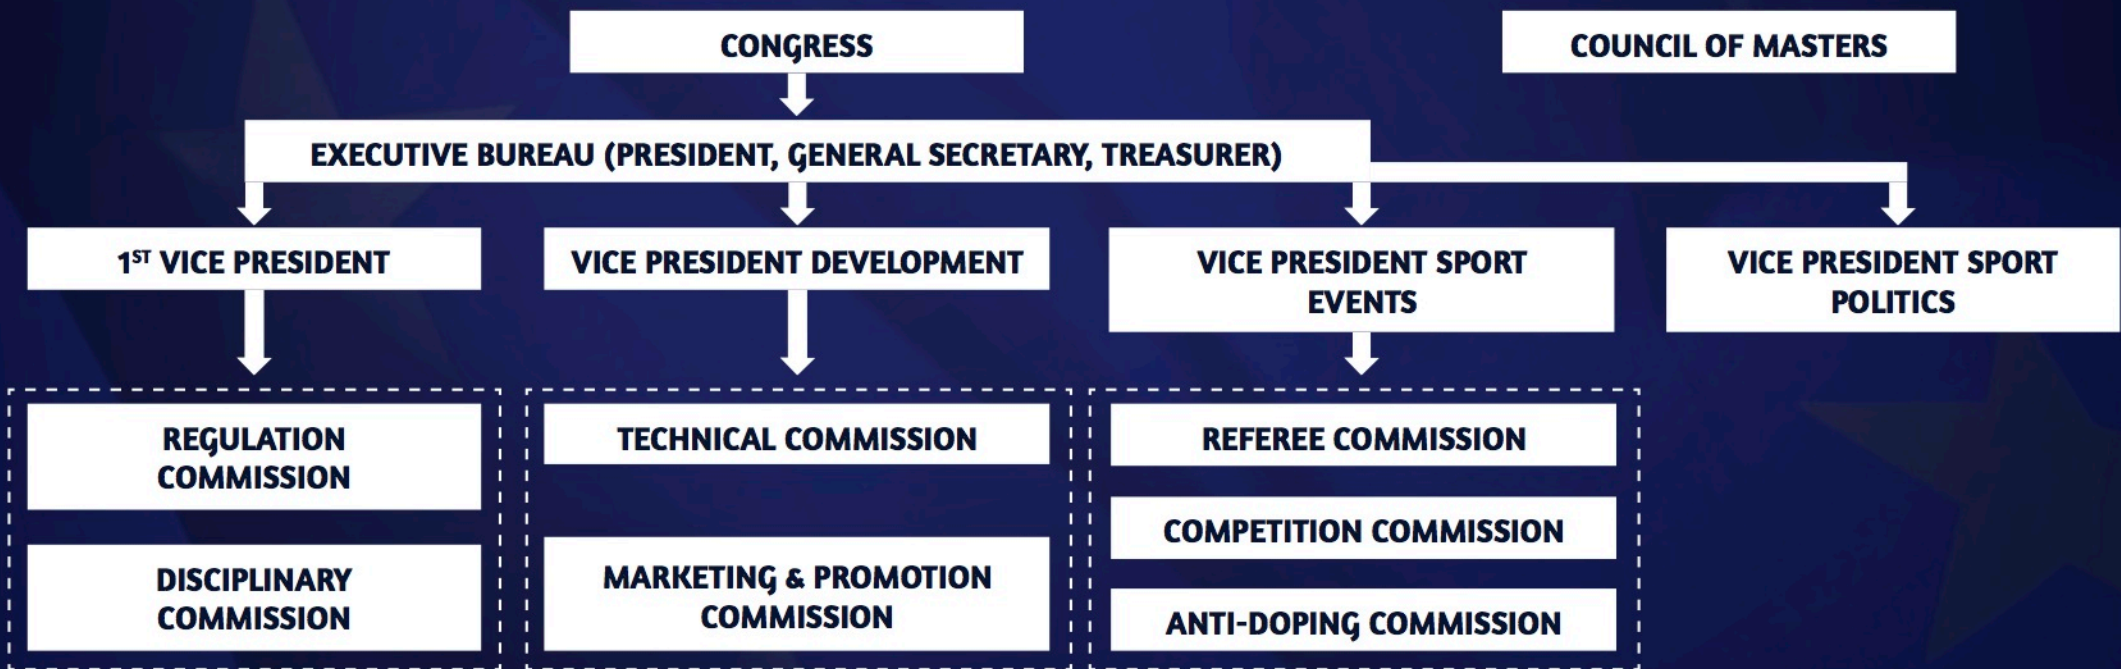 CONGRESS
COUNCIL OF MASTERS
EXECUTIVE BUREAU (PRESIDENT, GENERAL SECRETARY, TREASURER)
1ST VICE PRESIDENT
VICE PRESIDENT DEVELOPMENT
VICE PRESIDENT SPORT
EVENTS
VICE PRESIDENT SPORT
POLITICS
REGULATION
COMMISSION
DISCIPLINARY
COMMISSION
TECHNICAL COMMISSION
MARKETING & PROMOTION
COMMISSION
REFEREE COMMISSION
COMPETITION COMMISSION
ANTI-DOPING COMMISSION